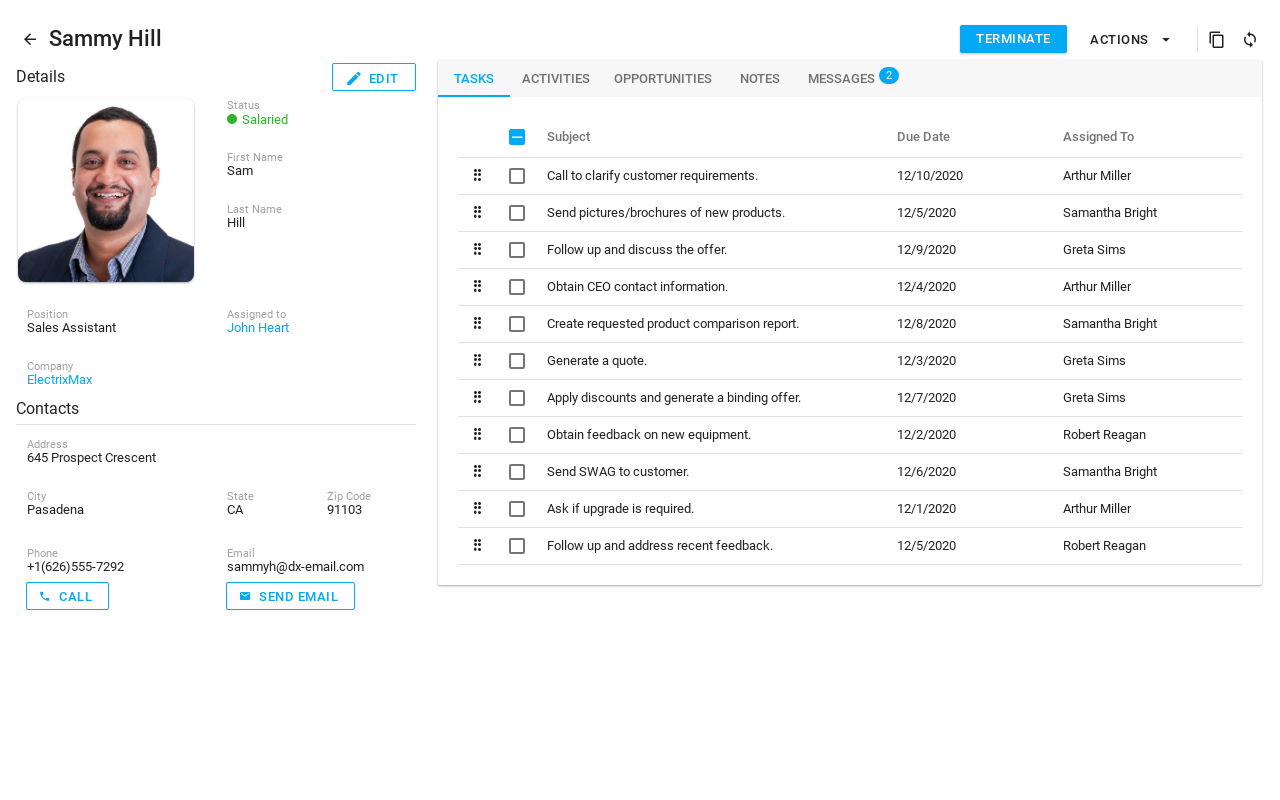 Sammy Hill
TERMINATE
ACTIONS
Details
EDIT
Status
Salaried
First Name
Sam
Last Name
Hill
Position
Sales Assistant
Assigned to
John Heart
Company
ElectrixMax
Contacts
Address
645 Prospect Crescent
City
Pasadena
State
CA
Zip Code
91103
Phone
+1(626)555-7292
Email
sammyh@dx-email.com
CALL
SEND EMAIL
TASKS ACTIVITIES OPPORTUNITIES NOTES MESSAGES 2
Subject Due Date Assigned To
Call to clarify customer requirements. 12/10/2020 Arthur Miller
Send pictures/brochures of new products. 12/5/2020 Samantha Bright
Follow up and discuss the offer. 12/9/2020 Greta Sims
Obtain CEO contact information. 12/4/2020 Arthur Miller
Create requested product comparison report. 12/8/2020 Samantha Bright
Generate a quote. 12/3/2020 Greta Sims
Apply discounts and generate a binding offer. 12/7/2020 Greta Sims
Obtain feedback on new equipment. 12/2/2020 Robert Reagan
Send SWAG to customer. 12/6/2020 Samantha Bright
Ask if upgrade is required. 12/1/2020 Arthur Miller
Follow up and address recent feedback. 12/5/2020 Robert Reagan